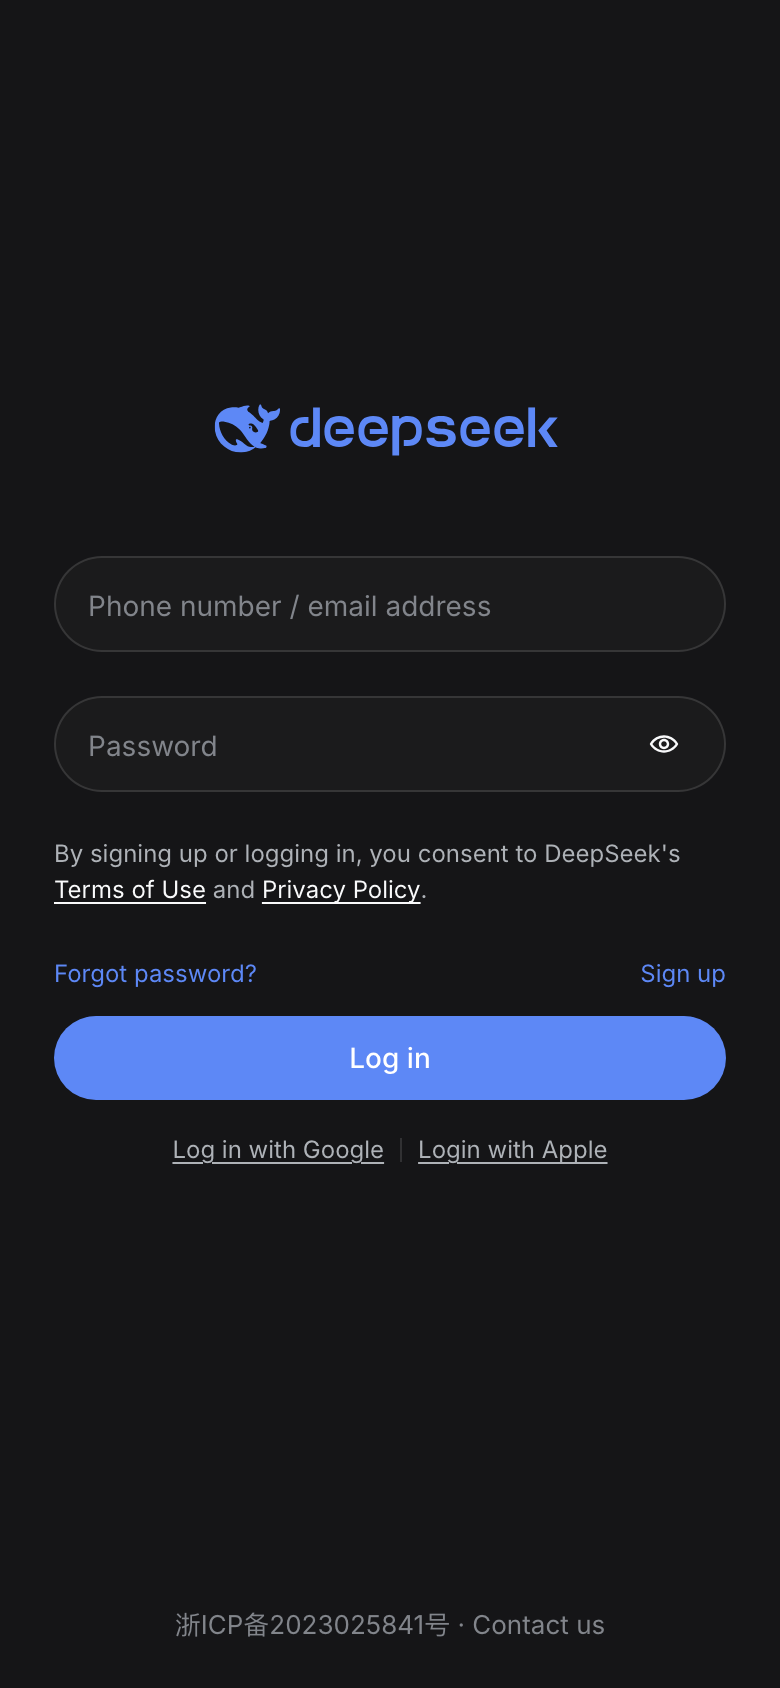 deepseek
Phone number / email address
Password
By signing up or logging in, you consent to DeepSeek's
Terms of Use and Privacy Policy.
Forgot password? Sign up
Log in
Log in with Google | Login with Apple
浙ICP备2023025841号 · Contact us